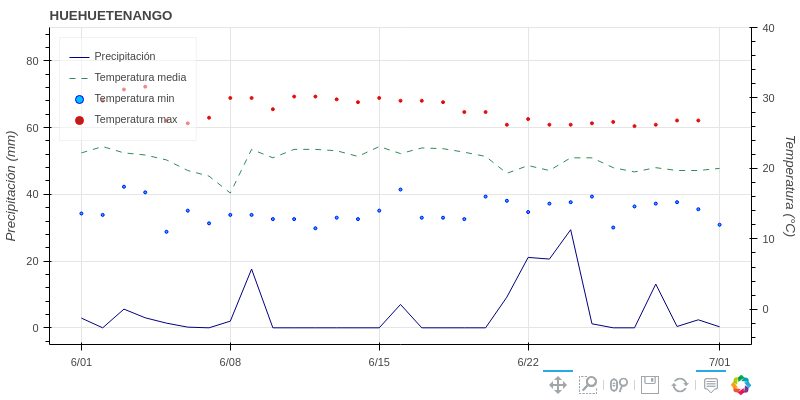 HUEHUETENANGO
Precipitación
Temperatura media
Temperatura min
Temperatura max
Precipitación (mm)
80
60
40
20
0
Temperatura (°C)
40
30
20
10
0
6/01 6/08 6/15 6/22 7/01